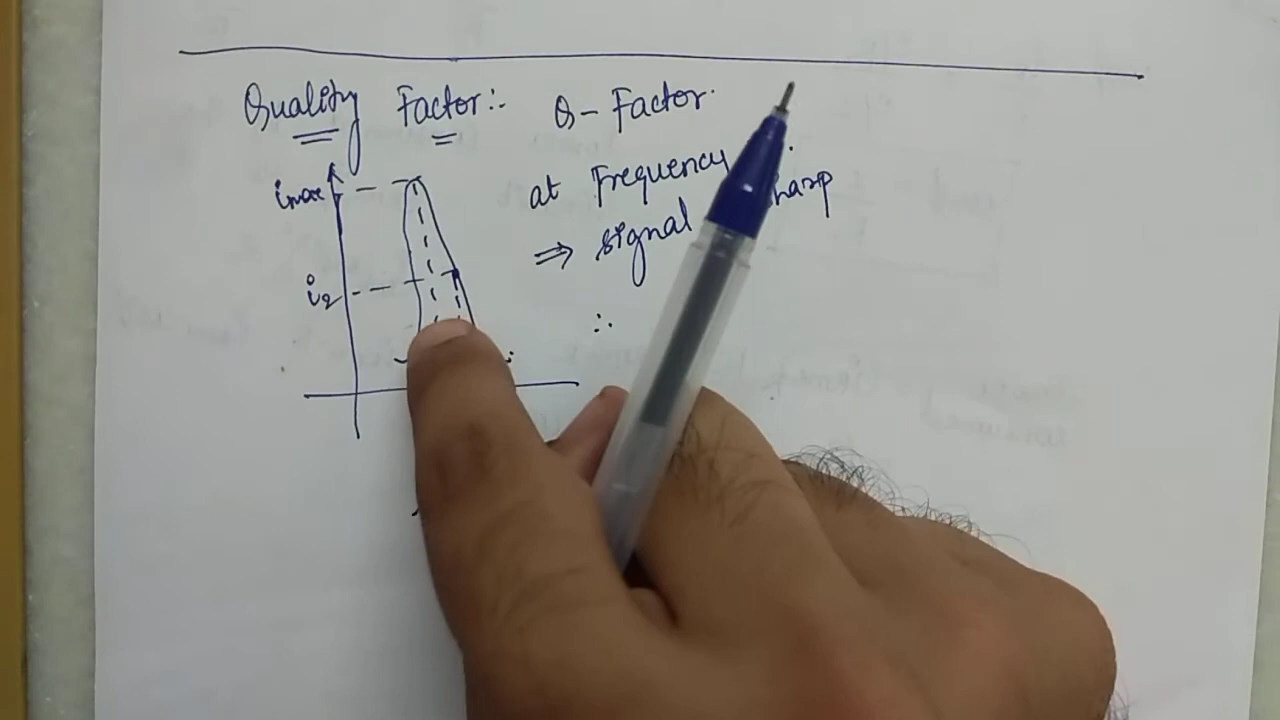 Quality Factor:- Q-Factor.
at Frequency
⇒ signal
imax
i2
∴